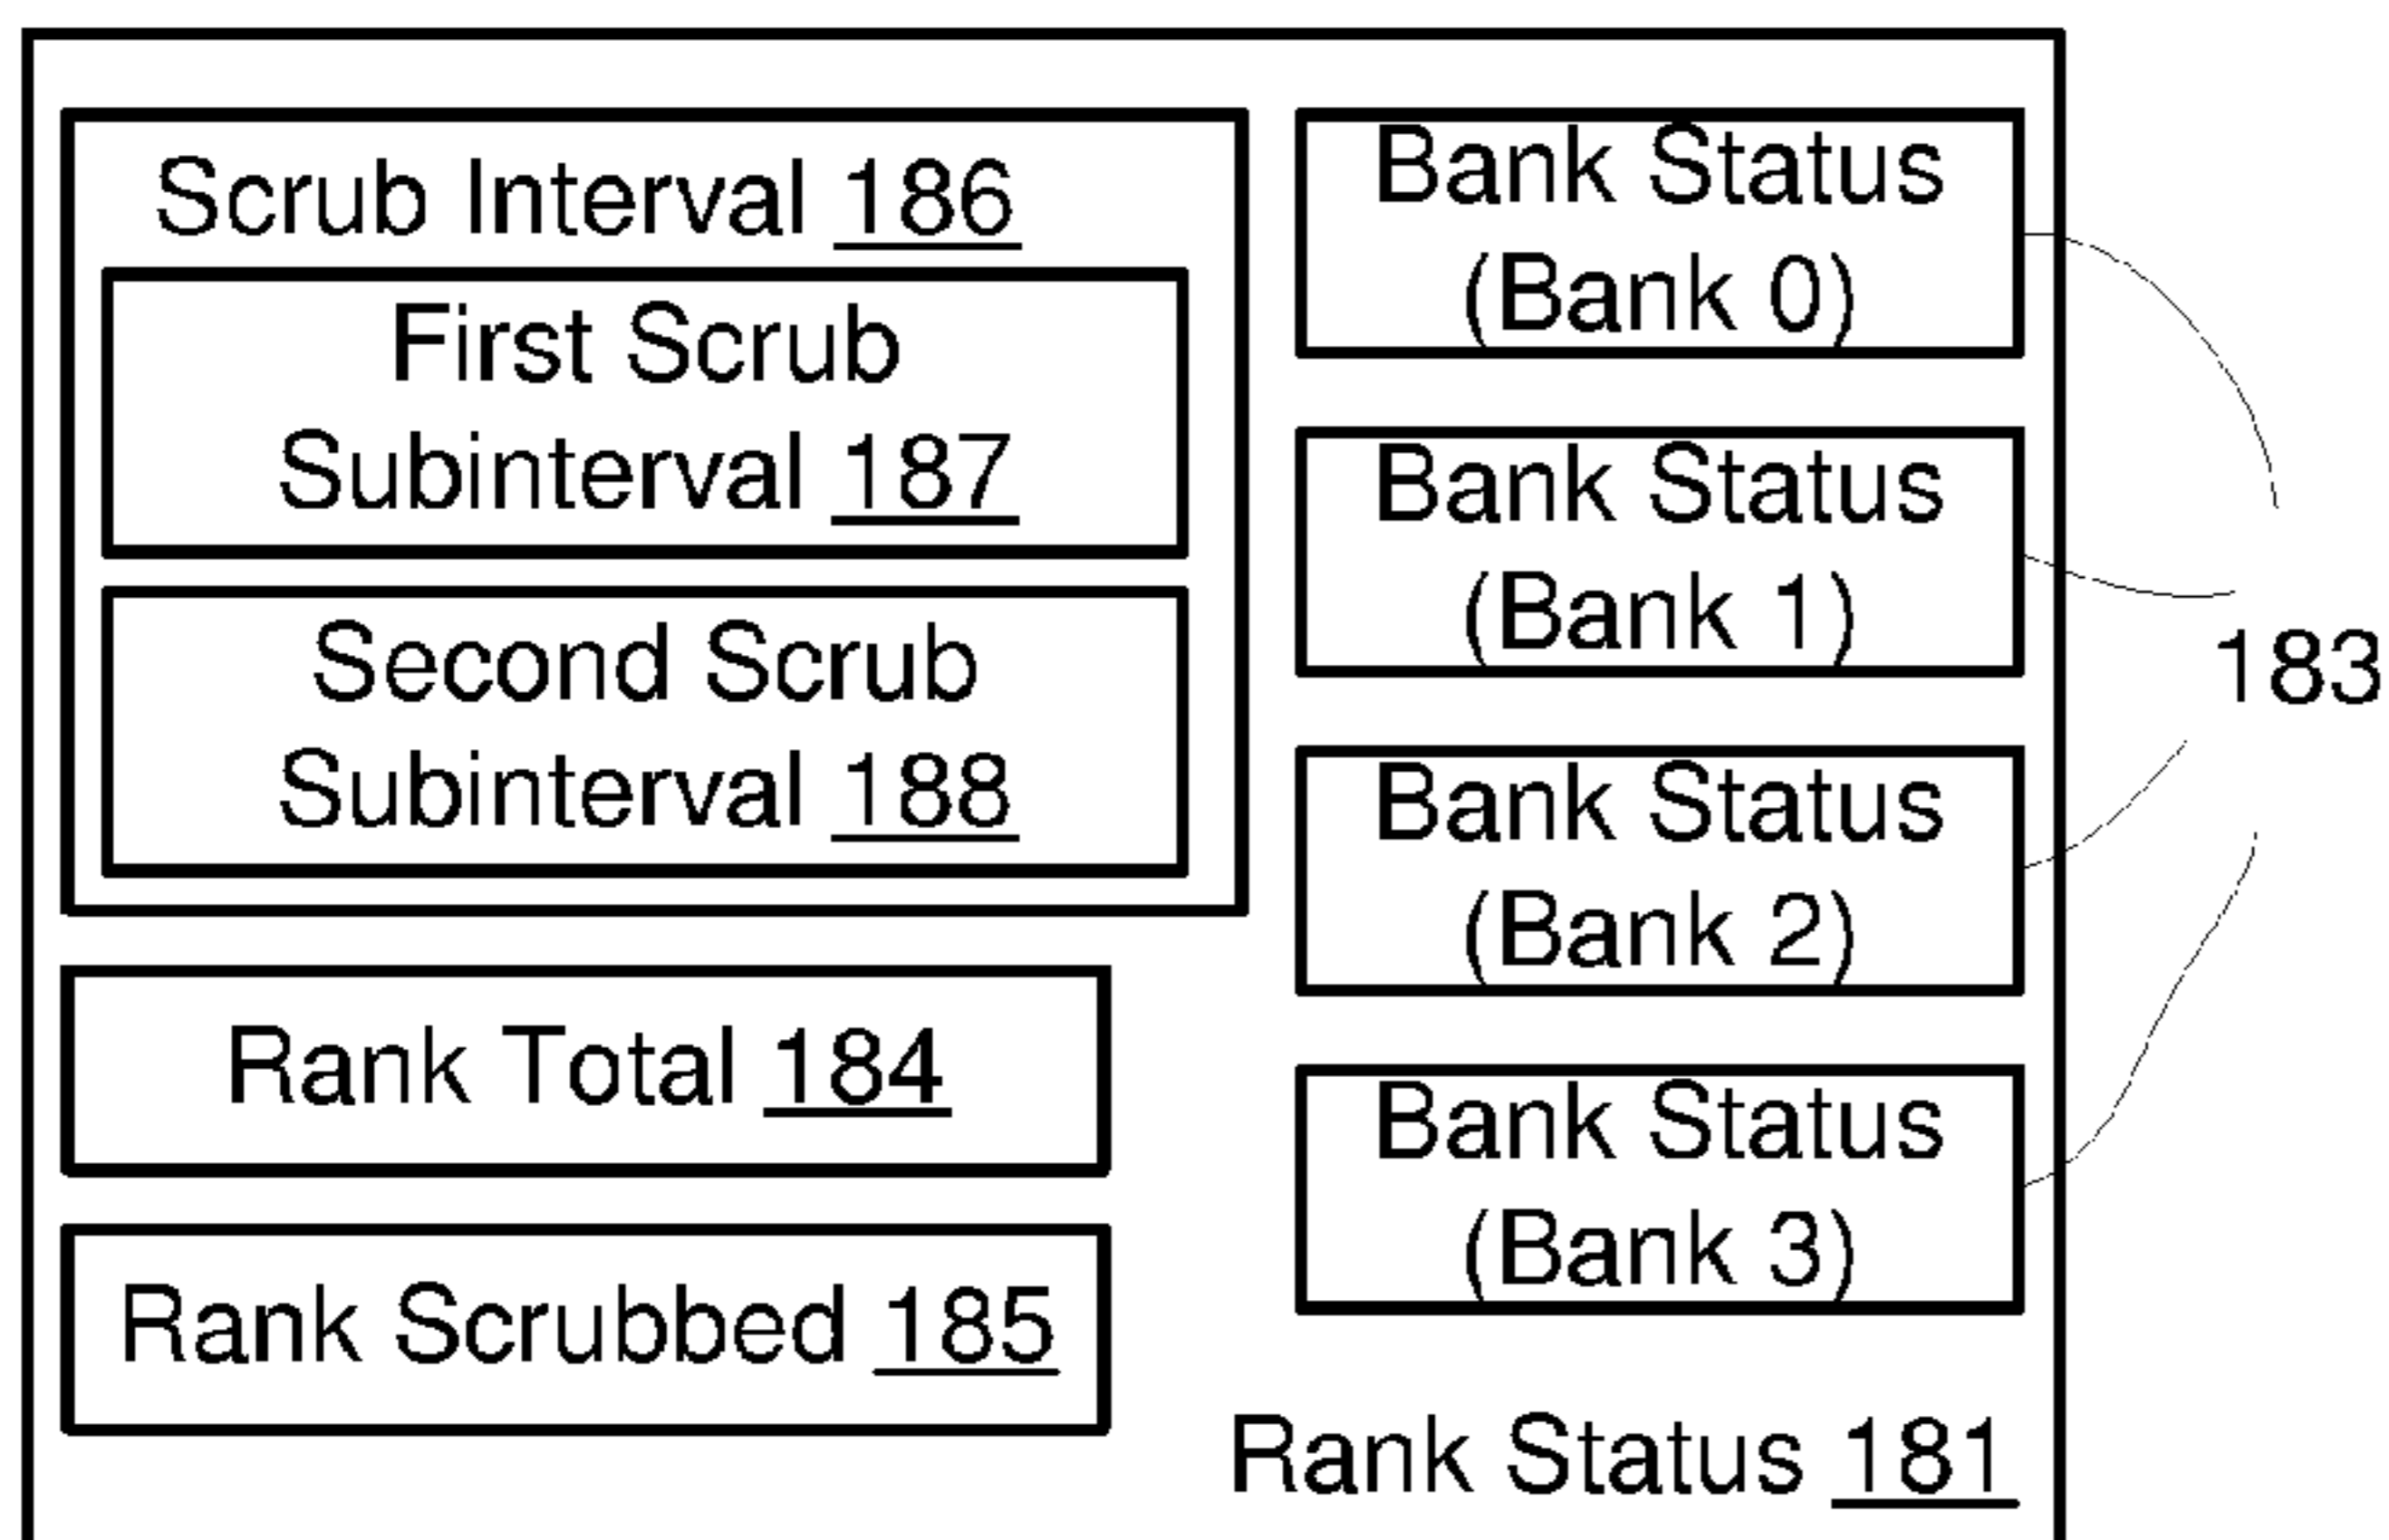 Scrub Interval 186
First Scrub
Subinterval 187
Second Scrub
Subinterval 188
Rank Total 184
Rank Scrubbed 185
Bank Status
(Bank 0)
Bank Status
(Bank 1)
Bank Status
(Bank 2)
Bank Status
(Bank 3)
183
Rank Status 181